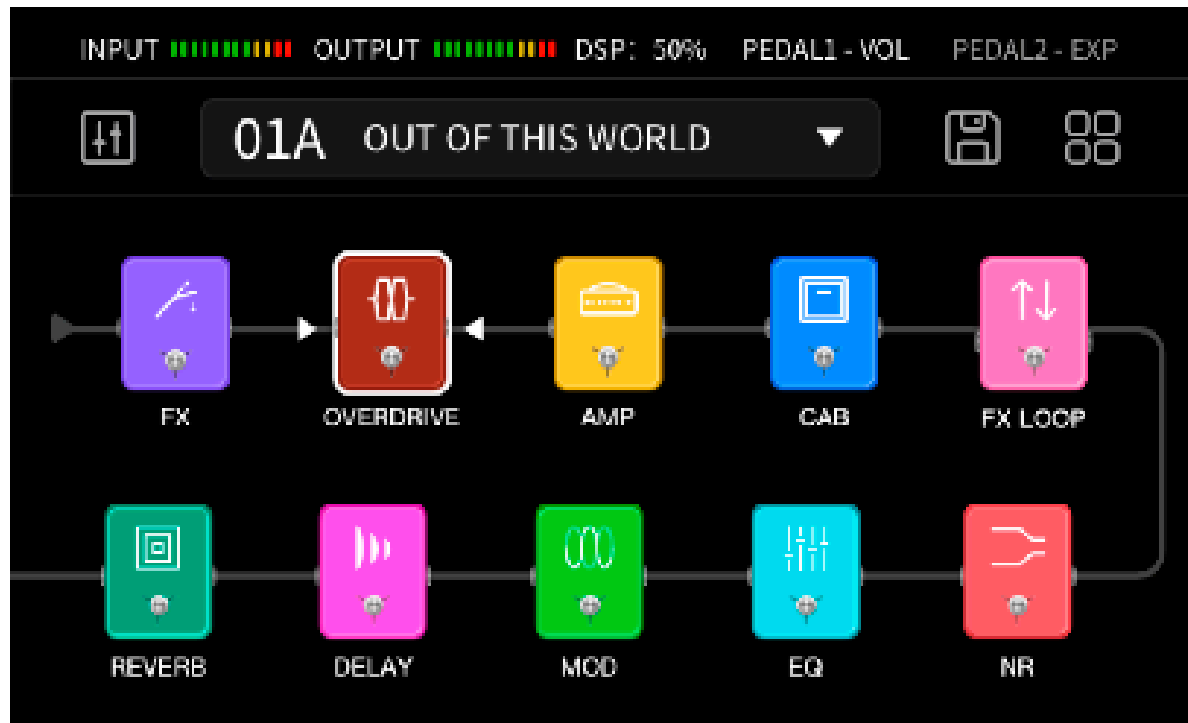 INPUT OUTPUT DSP: 50% PEDAL1 - VOL PEDAL2 - EXP
01A OUT OF THIS WORLD
FX OVERDRIVE AMP CAB FX LOOP
REVERB DELAY MOD EQ NR